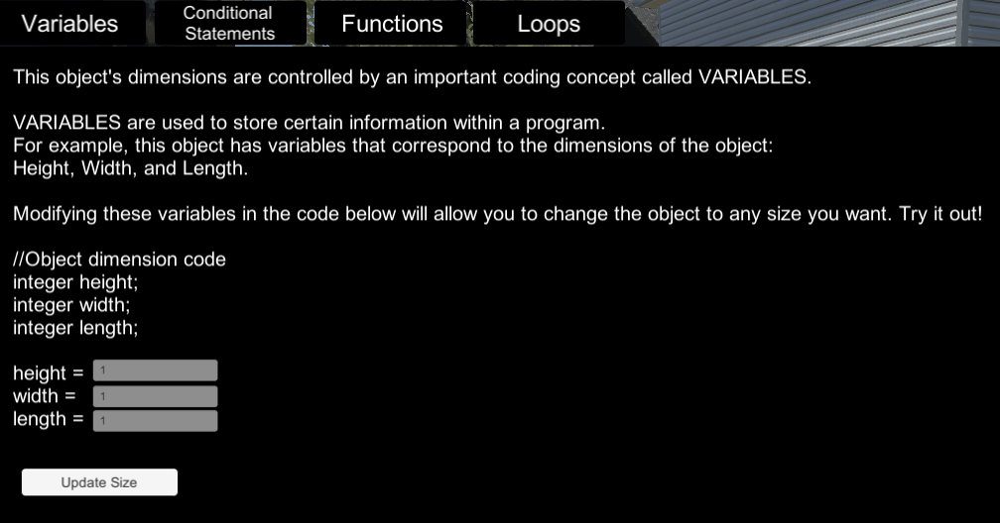 Variables
Conditional
Statements
Functions
Loops
This object's dimensions are controlled by an important coding concept called VARIABLES.
VARIABLES are used to store certain information within a program.
For example, this object has variables that correspond to the dimensions of the object:
Height, Width, and Length.
Modifying these variables in the code below will allow you to change the object to any size you want. Try it out!
//Object dimension code
integer height;
integer width;
integer length;
height = 1
width = 1
length = 1
Update Size